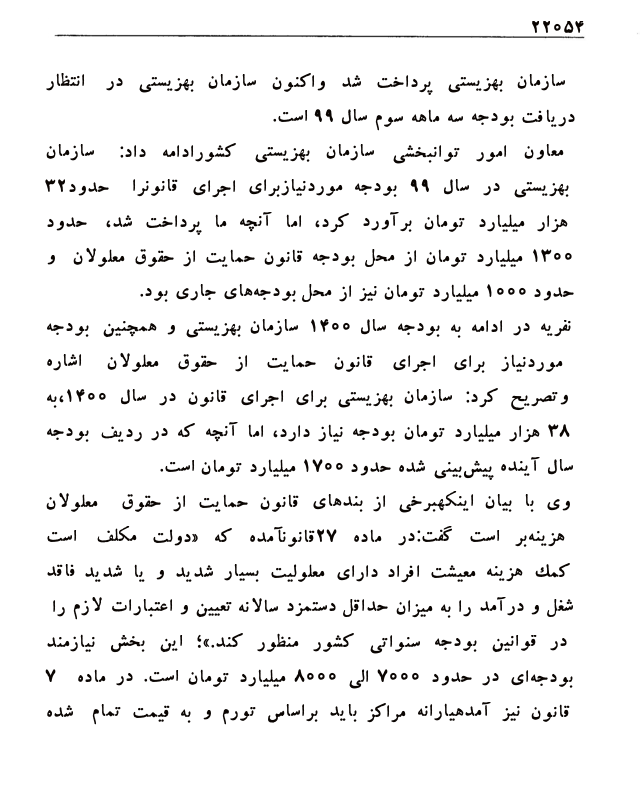 ۲۲۰۵۴
سازمان بهزیستی پرداخت شد واکنون سازمان بهزیستی در انتظار
دریافت بودجه سه ماهه سوم سال ۹۹ است.
معاون امور توانبخشی سازمان بهزیستی کشورادامه داد: سازمان
بهزیستی در سال ۹۹ بودجه موردنیازبرای اجرای قانونرا حدود۳۲
هزار میلیارد تومان برآورد کرد، اما آنچه ما پرداخت شد، حدود
۱۳۰۰ میلیارد تومان از محل بودجه قانون حمایت از حقوق معلولان و
حدود ۱۰۰۰ میلیارد تومان نیز از محل بودجه‌های جاری بود.
نفریه در ادامه به بودجه سال ۱۴۰۰ سازمان بهزیستی و همچنین بودجه
موردنیاز برای اجرای قانون حمایت از حقوق معلولان اشاره
وتصریح کرد: سازمان بهزیستی برای اجرای قانون در سال ۱۴۰۰،به
۳۸ هزار میلیارد تومان بودجه نیاز دارد، اما آنچه که در ردیف بودجه
سال آینده پیش‌بینی شده حدود ۱۷۰۰ میلیارد تومان است.
وی با بیان اینکهبرخی از بندهای قانون حمایت از حقوق معلولان
هزینه‌بر است گفت:در ماده ۲۷قانونآمده که «دولت مکلف است
كمك هزینه معیشت افراد دارای معلولیت بسیار شدید و یا شدید فاقد
شغل و درآمد را به میزان حداقل دستمزد سالانه تعیین و اعتبارات لازم را
در قوانین بودجه سنواتی کشور منظور کند.»؛ این بخش نیازمند
بودجه‌ای در حدود ۷۰۰۰ الی ۸۰۰۰ میلیارد تومان است. در ماده ۷
قانون نیز آمدهیارانه مراکز باید براساس تورم و به قیمت تمام شده